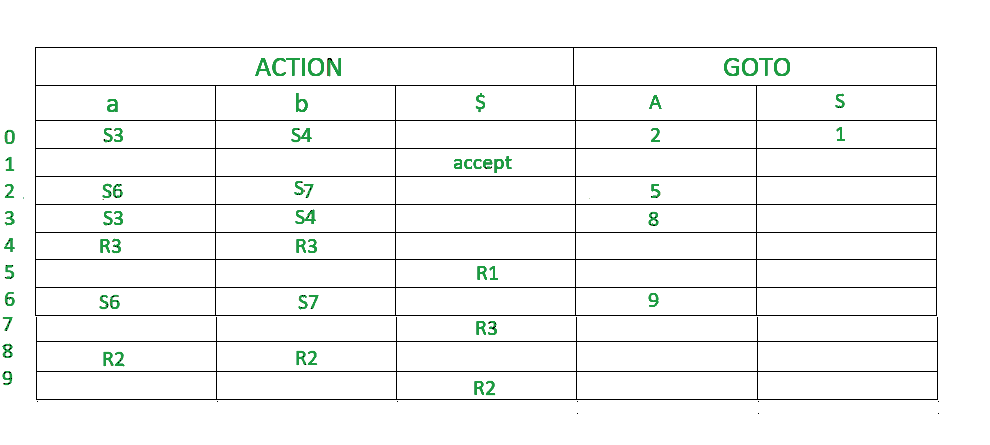 ACTION GOTO
a b $ A S
0 S3 S4 2 1
1 accept
2 S6 S7 5
3 S3 S4 8
4 R3 R3
5 R1
6 S6 S7 9
7 R3
8 R2 R2
9 R2